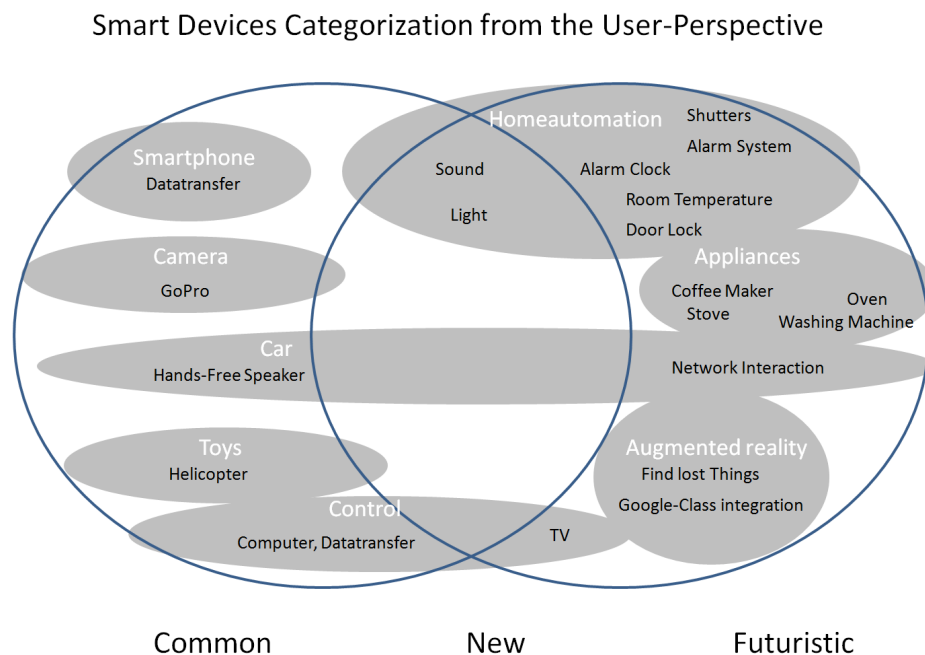 Smart Devices Categorization from the User-Perspective
Homeautomation
Shutters
Alarm System
Smartphone
Datatransfer
Sound
Alarm Clock
Light
Room Temperature
Door Lock
Camera
GoPro
Appliances
Coffee Maker
Stove
Oven
Washing Machine
Car
Hands-Free Speaker
Network Interaction
Toys
Helicopter
Augmented reality
Find lost Things
Google-Class integration
Control
Computer, Datatransfer
TV
Common
New
Futuristic